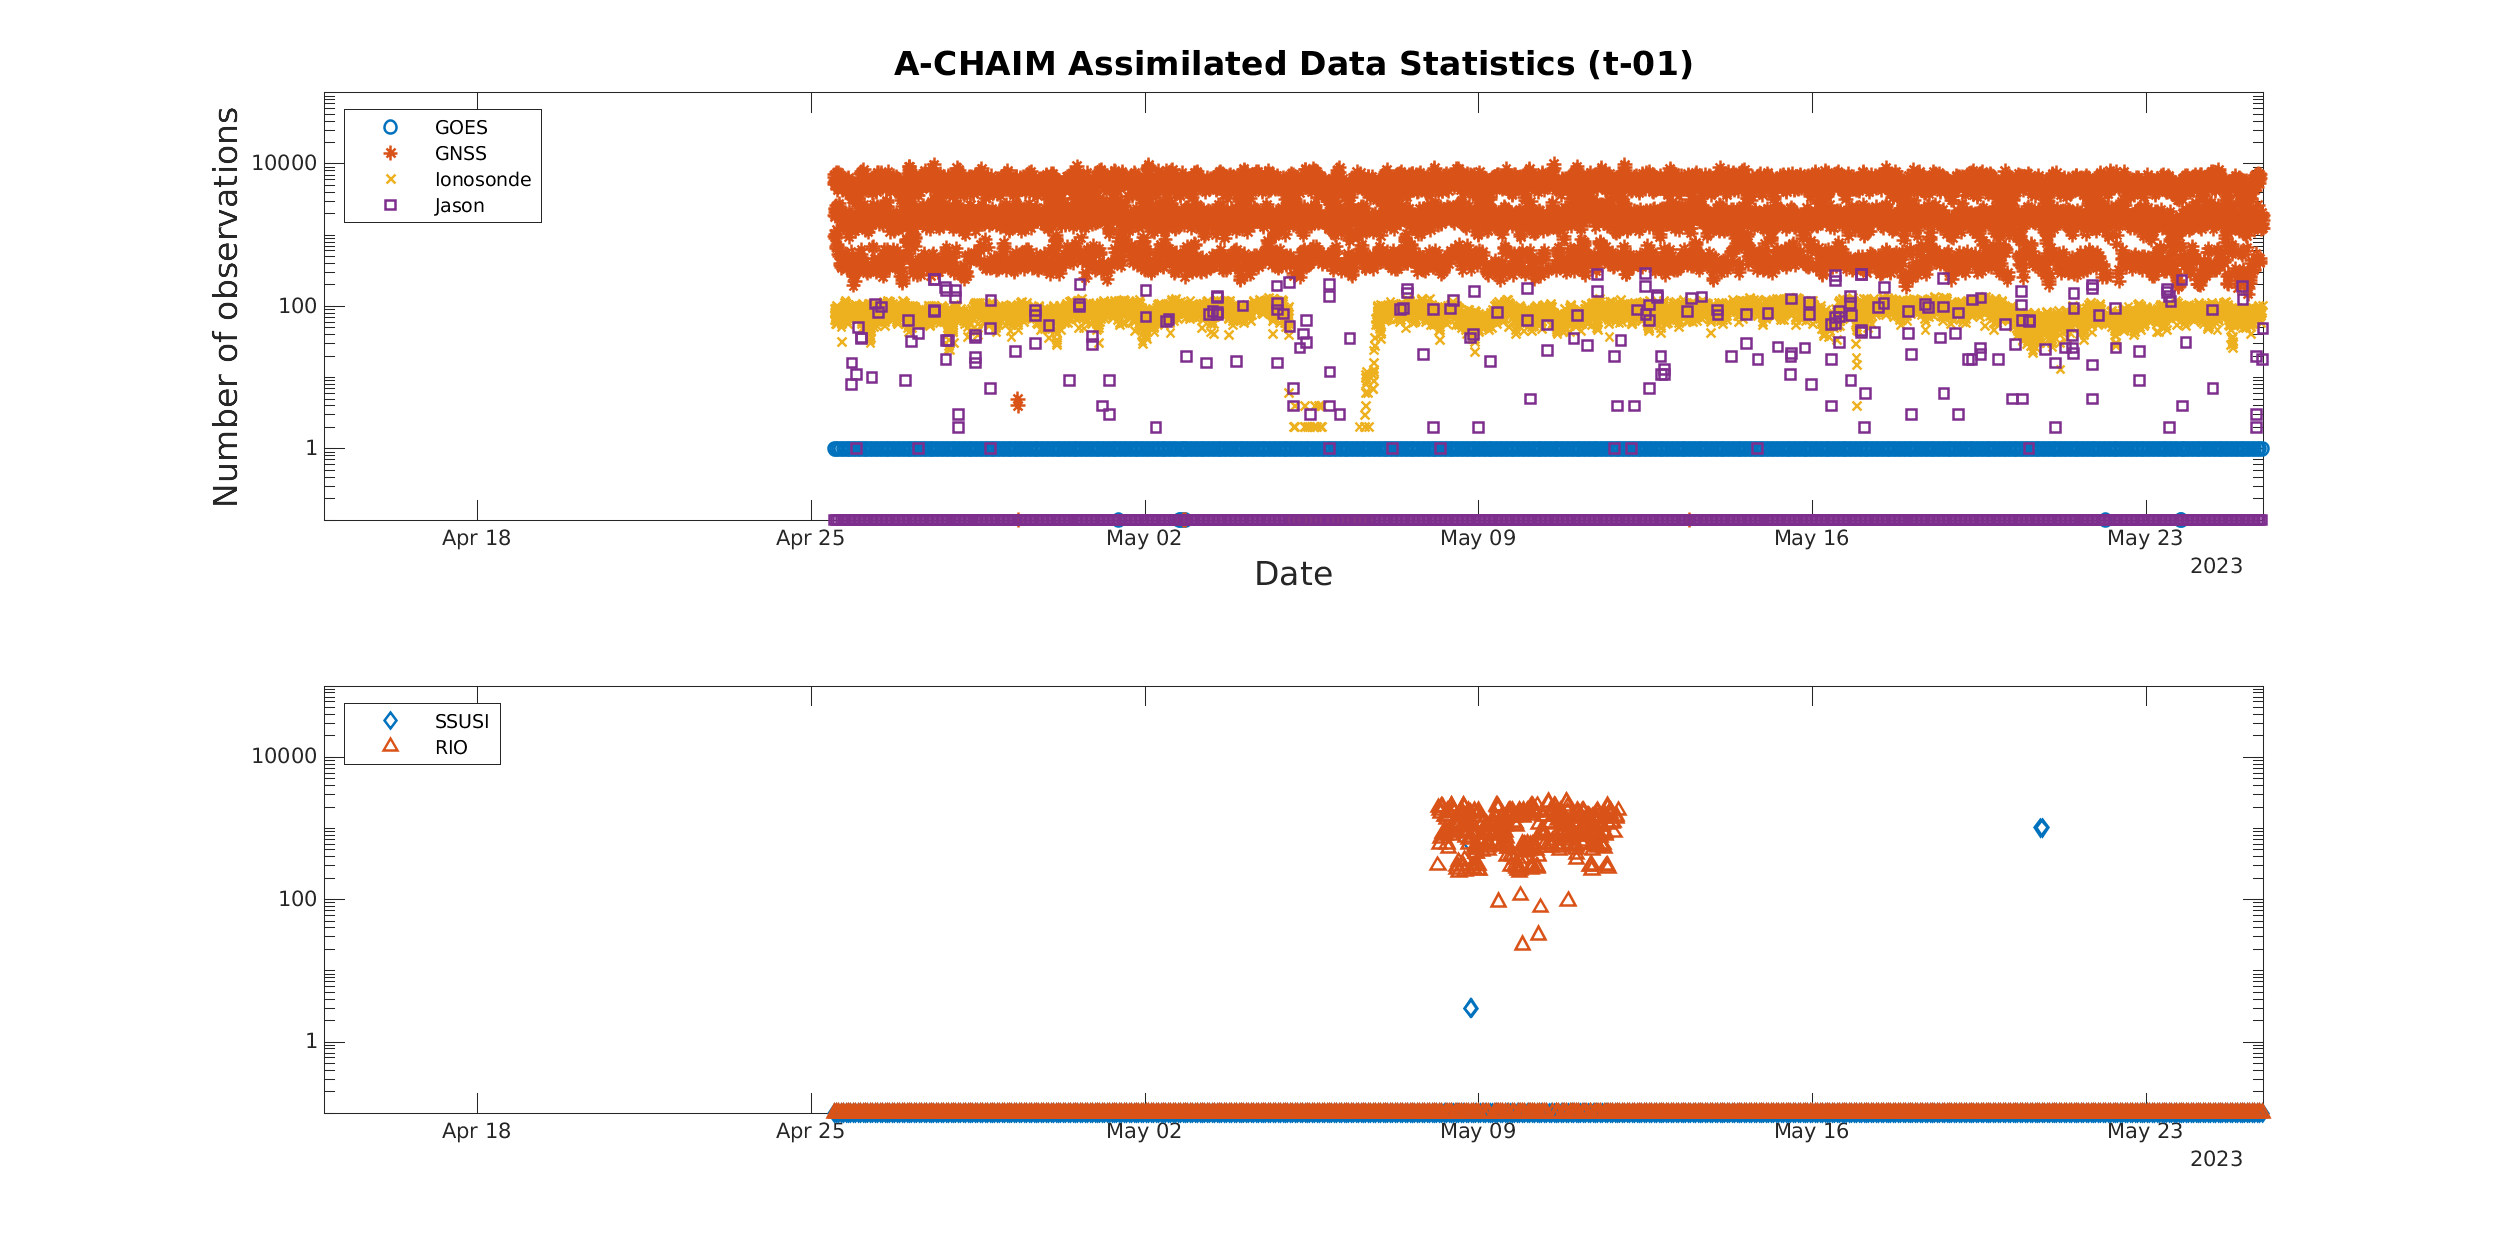 A-CHAIM Assimilated Data Statistics (t-01)
Number of observations
10000
100
1
GOES
GNSS
Ionosonde
Jason
Apr 18 Apr 25 May 02 May 09 May 16 May 23
2023
Date
10000
100
1
SSUSI
RIO
Apr 18 Apr 25 May 02 May 09 May 16 May 23
2023